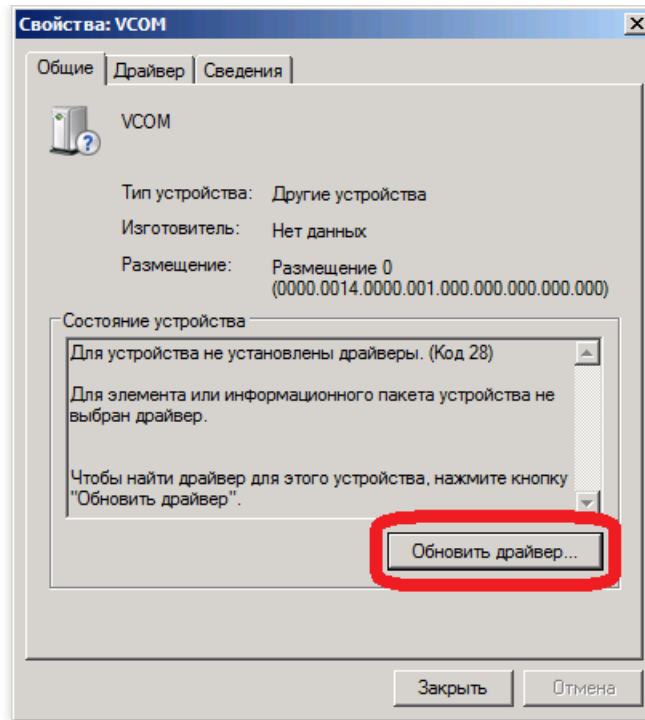 Свойства: VCOM
Общие Драйвер Сведения
VCOM
Тип устройства: Другие устройства
Изготовитель: Нет данных
Размещение: Размещение 0
(0000.0014.0000.001.000.000.000.000.000)
Состояние устройства
Для устройства не установлены драйверы. (Код 28)
Для элемента или информационного пакета устройства не
выбран драйвер.
Чтобы найти драйвер для этого устройства, нажмите кнопку
"Обновить драйвер".
Обновить драйвер...
Закрыть Отмена